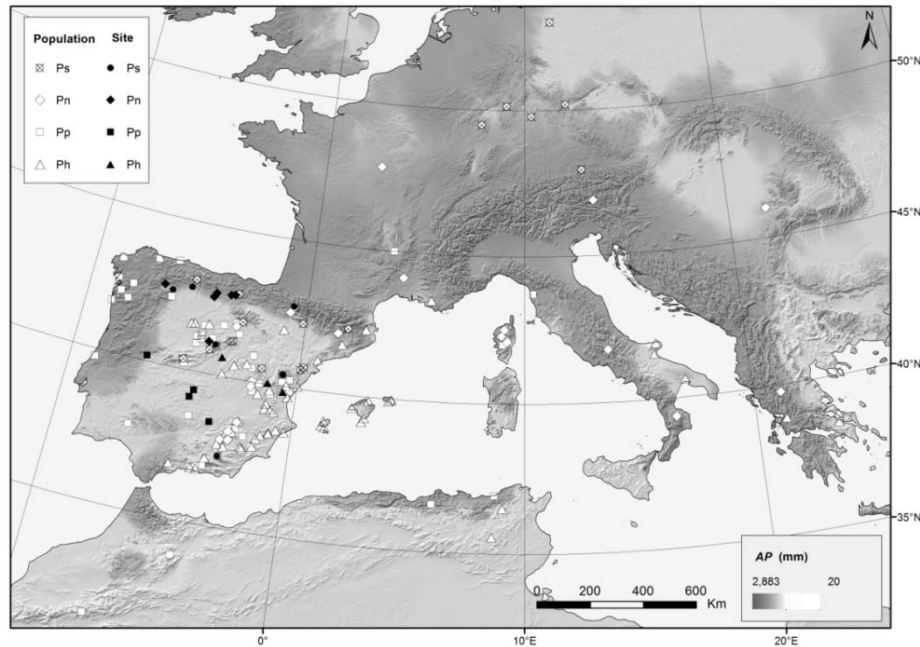 N
Population Site
Ps Ps
Pn Pn
Pp Pp
Ph Ph
50°N
45°N
40°N
35°N
AP (mm)
2,883 20
0 200 400 600
Km
0° 10°E 20°E